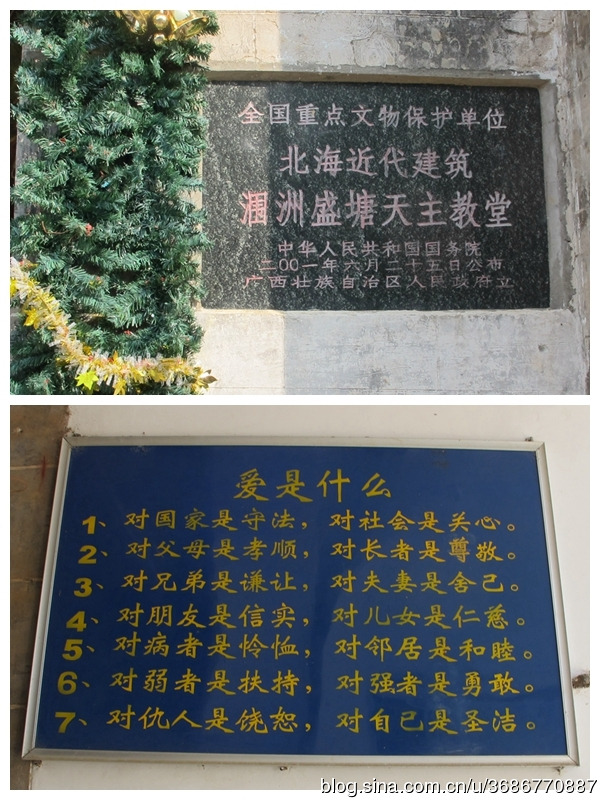 全国重点文物保护单位
北海近代建筑
涠洲盛塘天主教堂
中华人民共和国国务院
二00一年六月二十五日公布
广西壮族自治区人民政府立
爱是什么
1、对国家是守法，对社会是关心。
2、对父母是孝顺，对长者是尊敬。
3、对兄弟是谦让，对夫妻是舍己。
4、对朋友是信实，对儿女是仁慈。
5、对病者是怜恤，对邻居是和睦。
6、对弱者是扶持，对强者是勇敢。
7、对仇人是饶恕，对自己是圣洁。
blog.sina.com.cn/u/3686770887